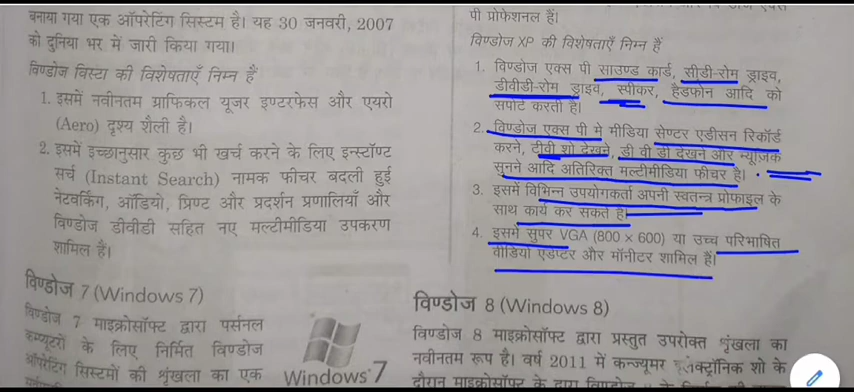 बनाया गया एक ऑपरेटिंग सिस्टम है। यह 30 जनवरी, 2007
को दुनिया भर में जारी किया गया।
विण्डोज विस्टा की विशेषताएँ निम्न हैं
1. इसमें नवीनतम ग्राफिकल यूजर इण्टरफेस और एयरो
(Aero) दृश्य शैली है।
2. इसमें इच्छानुसार कुछ भी खर्च करने के लिए इन्स्टॉण्ट
सर्च (Instant Search) नामक फीचर बदली हुई
नेटवर्किंग, ऑडियो, प्रिण्ट और प्रदर्शन प्रणालियाँ और
विण्डोज डीवीडी सहित नए मल्टीमीडिया उपकरण
शामिल हैं।
विण्डोज 7 (Windows 7)
विण्डोज 7 माइक्रोसॉफ्ट द्वारा पर्सनल
कम्प्यूटरों के लिए निर्मित विण्डोज
ऑपरेटिंग सिस्टमों की शृंखला का एक
Windows 7
पी प्रोफेशनल हैं।
विण्डोज XP की विशेषताएँ निम्न हैं
1. विण्डोज एक्स पी साउण्ड कार्ड, सीडी-रोम ड्राइव,
डीवीडी-रोम ड्राइव, स्पीकर, हैडफोन आदि को
सपोर्ट करती है।
2. विण्डोज एक्स पी मे मीडिया सेण्टर एडीसन रिकॉर्ड
करने, टीवी शो देखने, डी वी डी देखने और म्यूज़िक
सुनने आदि अतिरिक्त मल्टीमीडिया फीचर है।
3. इसमें विभिन्न उपयोगकर्ता अपनी स्वतन्त्र प्रोफाइल के
साथ कार्य कर सकते हैं
4. इसमें सुपर VGA (800 × 600) या उच्च परिभाषित
वीडियो एडेप्टर और मॉनीटर शामिल हैं।
विण्डोज 8 (Windows 8)
विण्डोज 8 माइक्रोसॉफ्ट द्वारा प्रस्तुत उपरोक्त शृंखला का
नवीनतम रूप है। वर्ष 2011 में कन्ज्यूमर इलेक्ट्रॉनिक शो के
दौरान माइक्रोसॉफ्ट के द्वारा